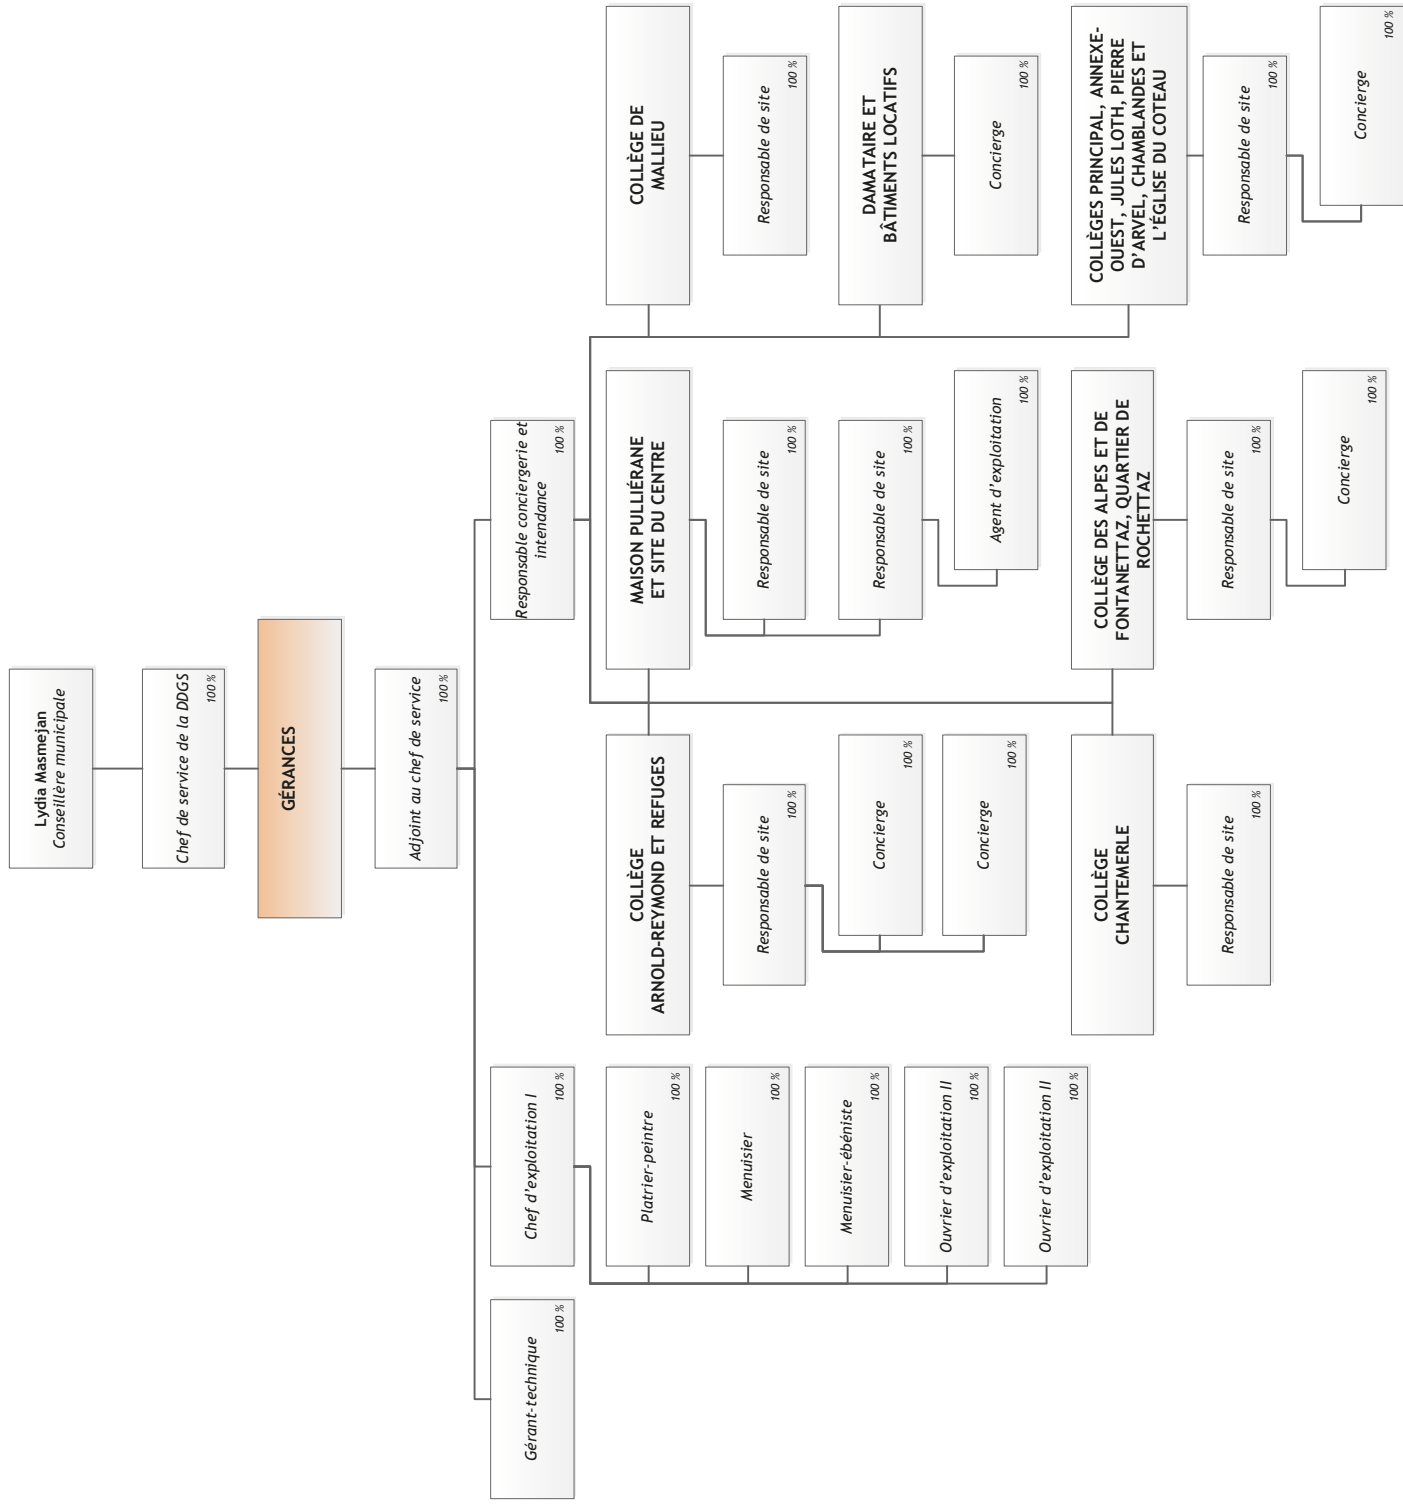 Lydia Masmejan
Conseillère municipale
Chef de service de la DDGS
100 %
GÉRANCES
Adjoint au chef de service
100 %
Gérant-technique
100 %
Chef d'exploitation I
100 %
Platrier-peintre
100 %
Menuisier
100 %
Menuisier-ébéniste
100 %
Ouvrier d'exploitation II
100 %
Ouvrier d'exploitation II
100 %
Responsable conciergerie et
intendance
100 %
COLLÈGE
ARNOLD-REYMOND ET REFUGES
Responsable de site
100 %
Concierge
100 %
Concierge
100 %
MAISON PULLIÉRANE
ET SITE DU CENTRE
Responsable de site
100 %
Responsable de site
100 %
Agent d'exploitation
100 %
COLLÈGE DE
MALLIEU
Responsable de site
100 %
DAMATAIRE ET
BÂTIMENTS LOCATIFS
Concierge
100 %
COLLÈGE
CHANTEMERLE
Responsable de site
100 %
COLLÈGE DES ALPES ET DE
FONTANETTAZ, QUARTIER DE
ROCHETTAZ
Responsable de site
100 %
Concierge
100 %
COLLÈGES PRINCIPAL, ANNEXE-
OUEST, JULES LOTH, PIERRE
D'ARVEL, CHAMBLANDES ET
L'ÉGLISE DU COTEAU
Responsable de site
100 %
Concierge
100 %